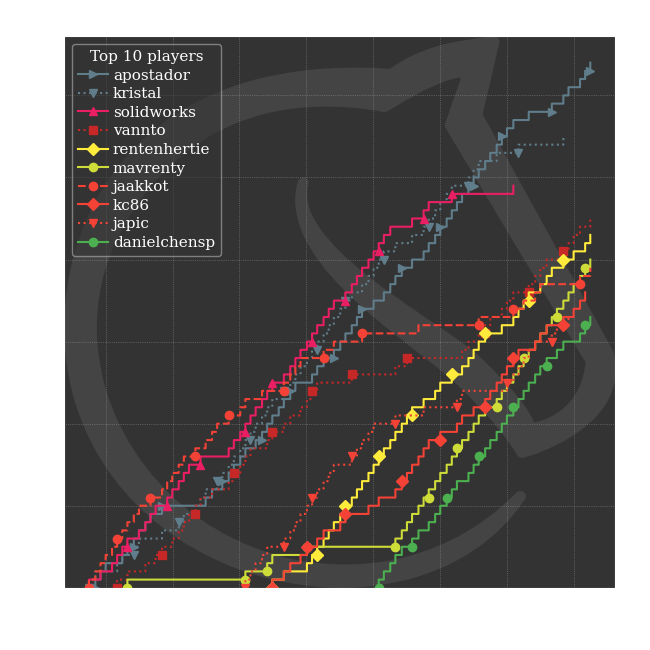 Top 10 players
apostador
kristal
solidworks
vannto
rentenhertie
mavrenty
jaakkot
kc86
japic
danielchensp